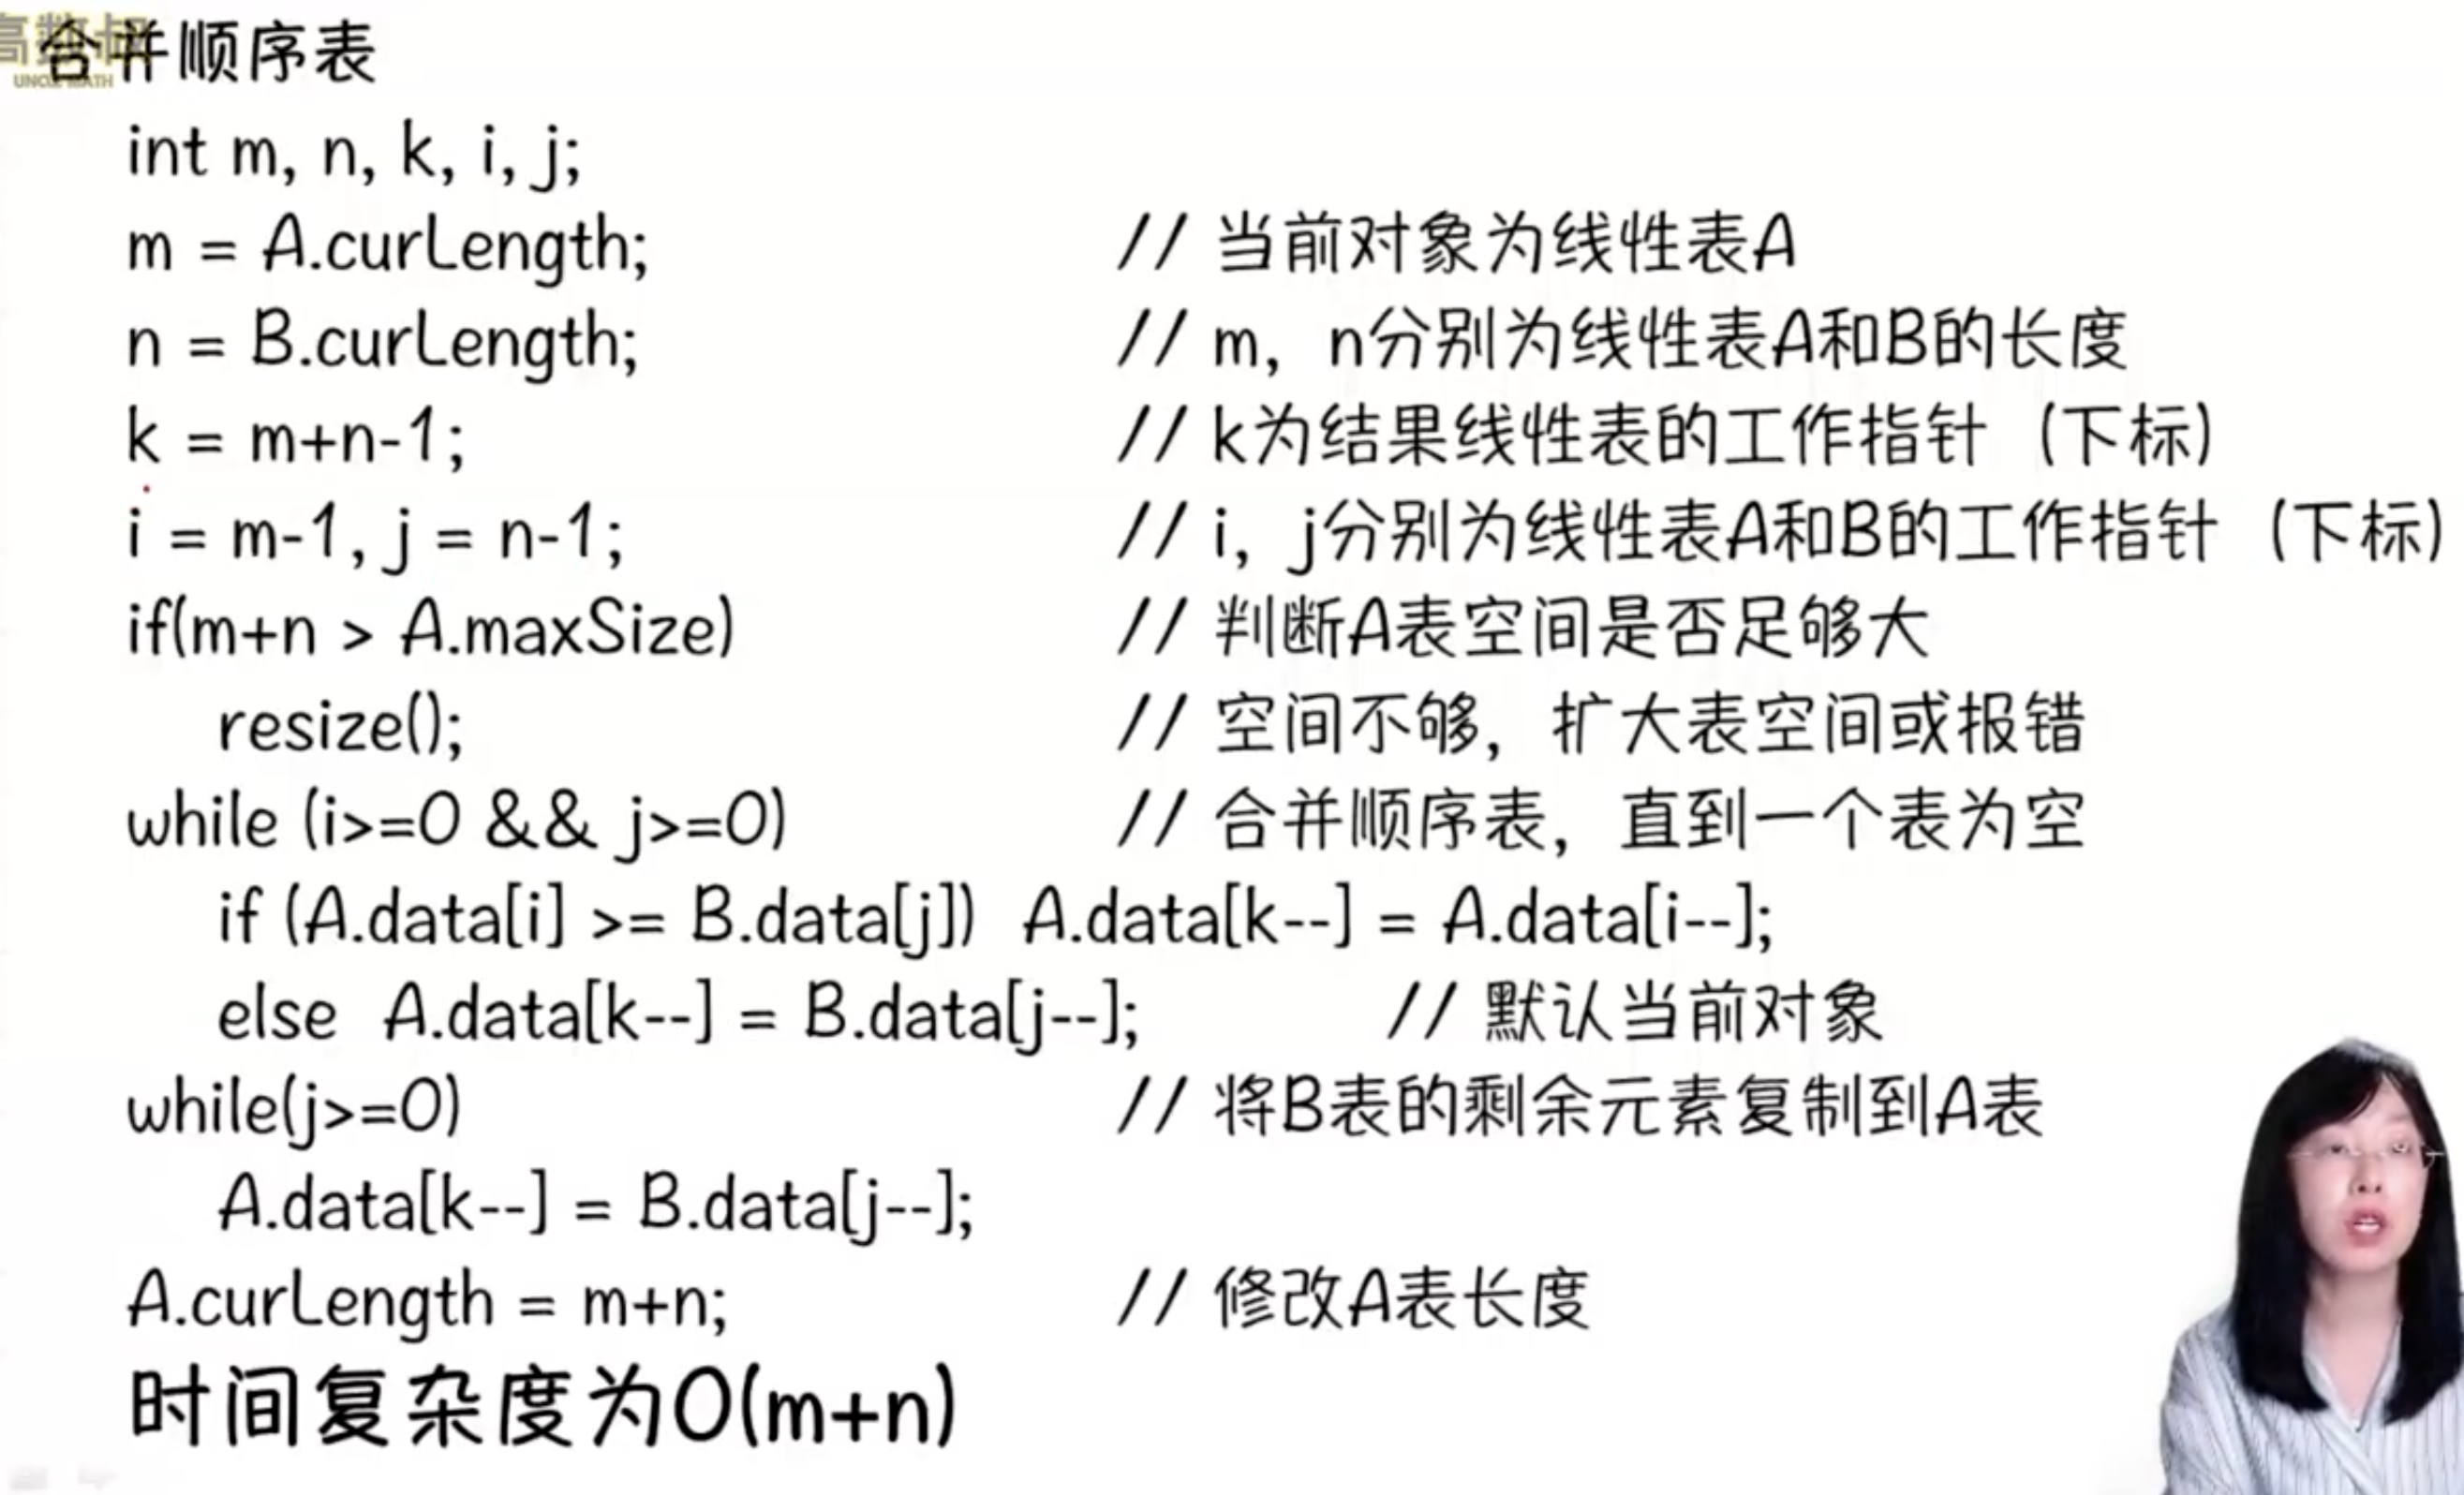 高数叔
UNCLE MATH
合并顺序表
int m, n, k, i, j;
m = A.curLength; // 当前对象为线性表A
n = B.curLength; // m，n分别为线性表A和B的长度
k = m+n-1; // k为结果线性表的工作指针（下标）
i = m-1, j = n-1; // i，j分别为线性表A和B的工作指针（下标）
if(m+n > A.maxSize) // 判断A表空间是否足够大
resize(); // 空间不够，扩大表空间或报错
while (i>=0 && j>=0) // 合并顺序表，直到一个表为空
if (A.data[i] >= B.data[j]) A.data[k--] = A.data[i--];
else A.data[k--] = B.data[j--]; // 默认当前对象
while(j>=0) // 将B表的剩余元素复制到A表
A.data[k--] = B.data[j--];
A.curLength = m+n; // 修改A表长度
时间复杂度为O(m+n)